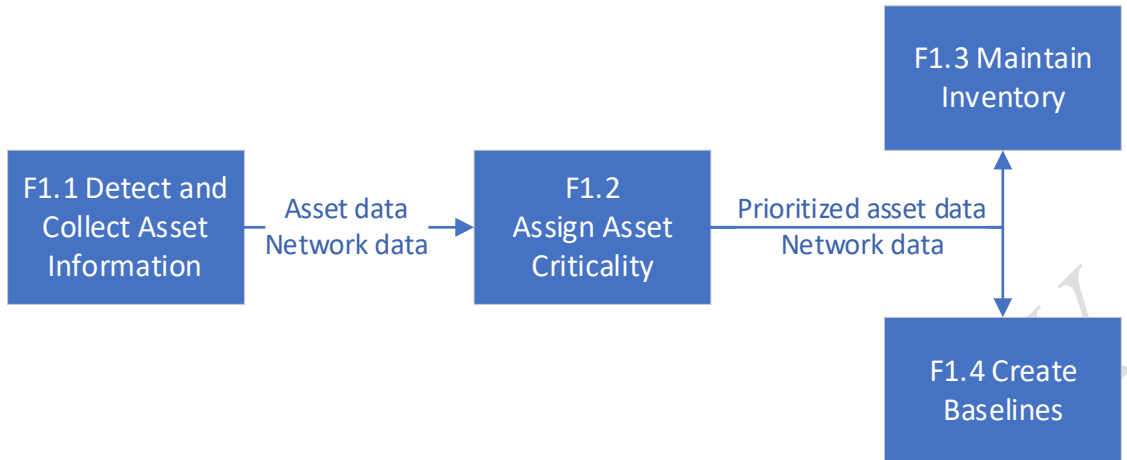 F1.3 Maintain
Inventory
F1.1 Detect and
Collect Asset
Information
Asset data
Network data
F1.2
Assign Asset
Criticality
Prioritized asset data
Network data
F1.4 Create
Baselines